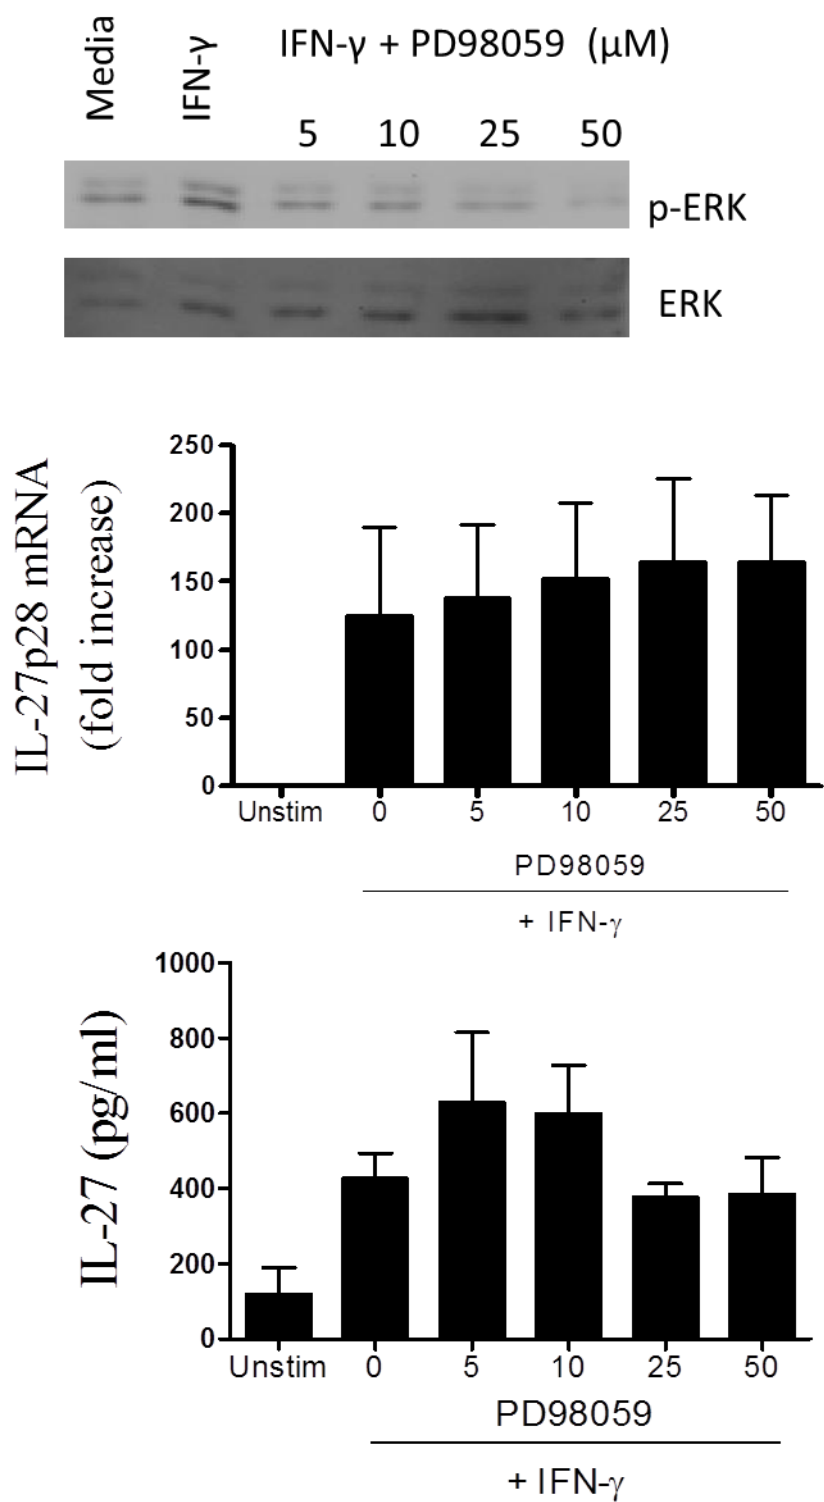 Media
IFN-γ
IFN-γ + PD98059 (μM)
5 10 25 50
p-ERK
ERK
IL-27p28 mRNA
(fold increase)
250
200
150
100
50
0
Unstim 0 5 10 25 50
PD98059
+ IFN-γ
IL-27 (pg/ml)
1000
800
600
400
200
0
Unstim 0 5 10 25 50
PD98059
+ IFN-γ